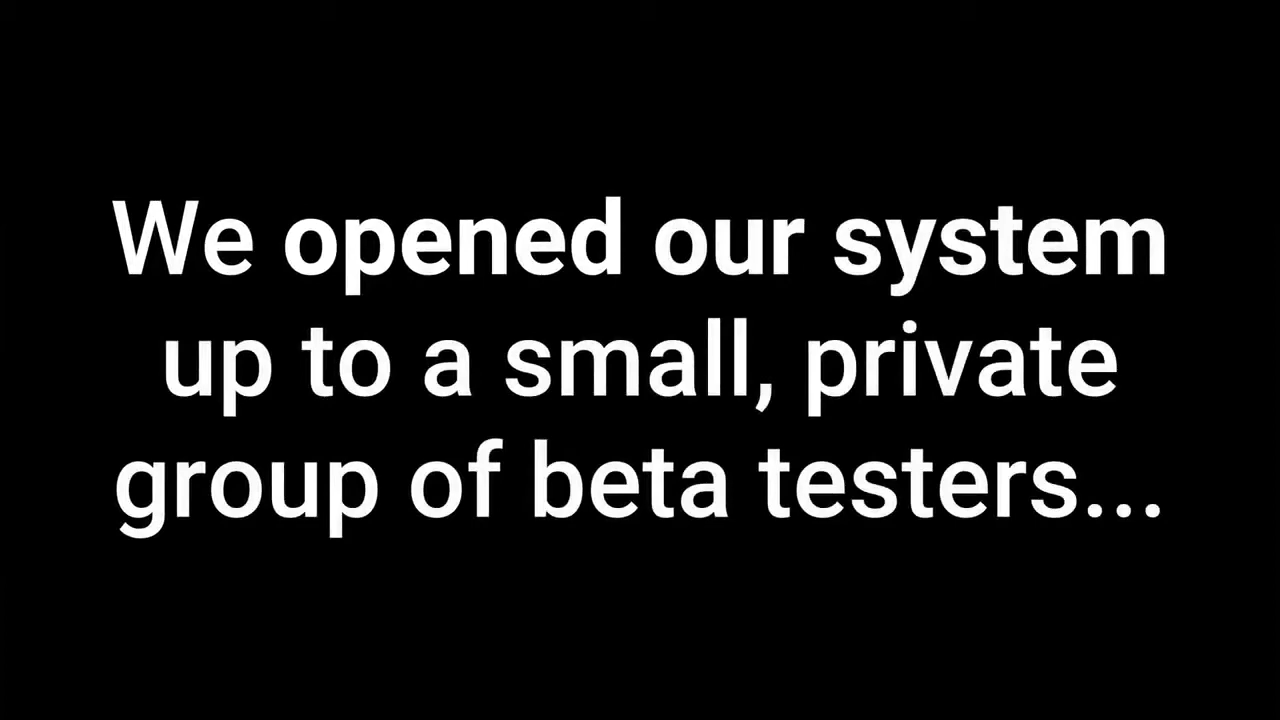 We opened our system
up to a small, private
group of beta testers...